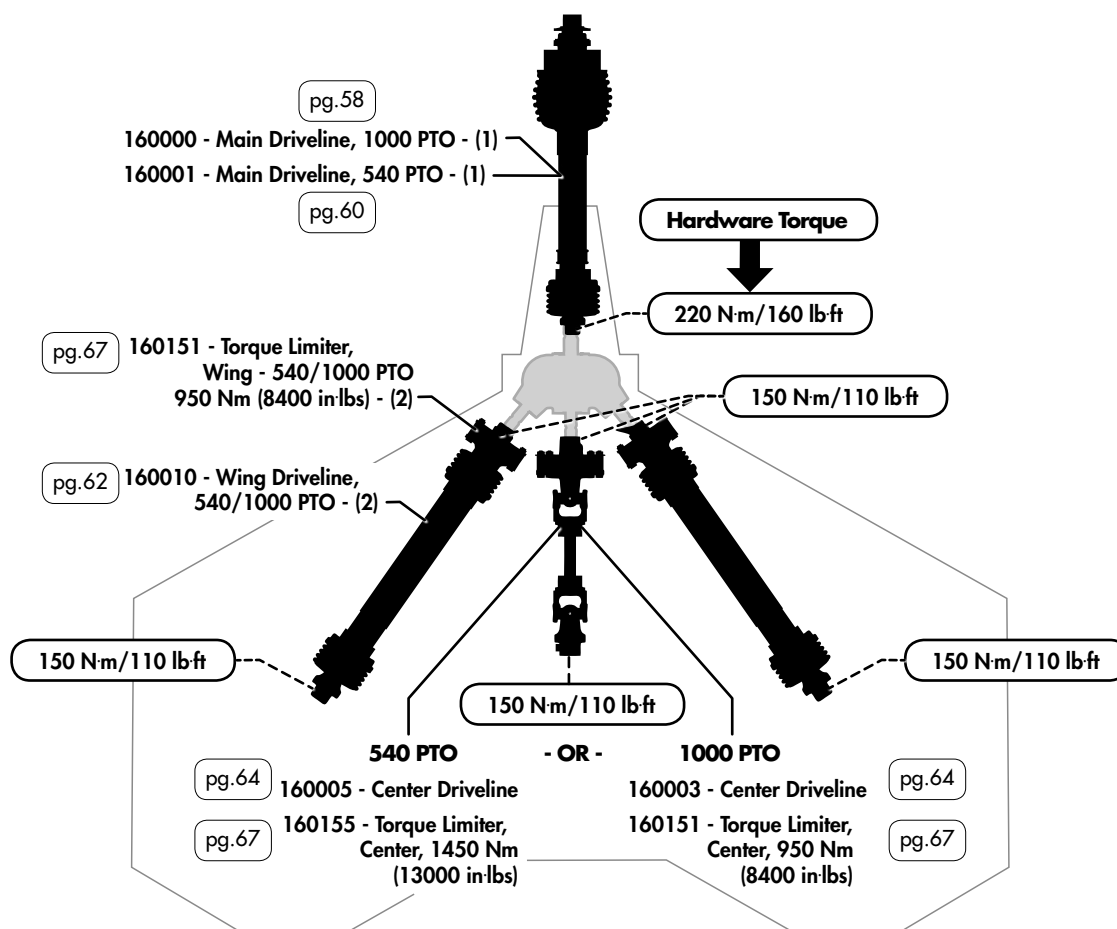 pg.58
160000 - Main Driveline, 1000 PTO - (1)
160001 - Main Driveline, 540 PTO - (1)
pg.60
Hardware Torque
220 N·m/160 lb·ft
pg.67
160151 - Torque Limiter,
Wing - 540/1000 PTO
950 Nm (8400 in·lbs) - (2)
150 N·m/110 lb·ft
pg.62
160010 - Wing Driveline,
540/1000 PTO - (2)
150 N·m/110 lb·ft
150 N·m/110 lb·ft
150 N·m/110 lb·ft
540 PTO
- OR -
1000 PTO
pg.64
160005 - Center Driveline
160003 - Center Driveline
pg.64
pg.67
160155 - Torque Limiter,
Center, 1450 Nm
(13000 in·lbs)
160151 - Torque Limiter,
Center, 950 Nm
(8400 in·lbs)
pg.67